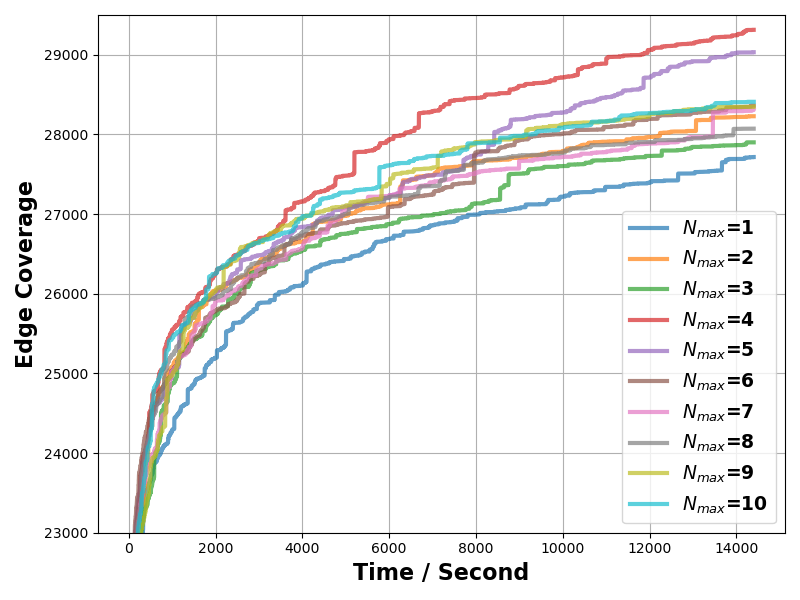 29000
28000
27000
26000
25000
24000
23000
Edge Coverage
0 2000 4000 6000 8000 10000 12000 14000
Time / Second
N_max=1
N_max=2
N_max=3
N_max=4
N_max=5
N_max=6
N_max=7
N_max=8
N_max=9
N_max=10